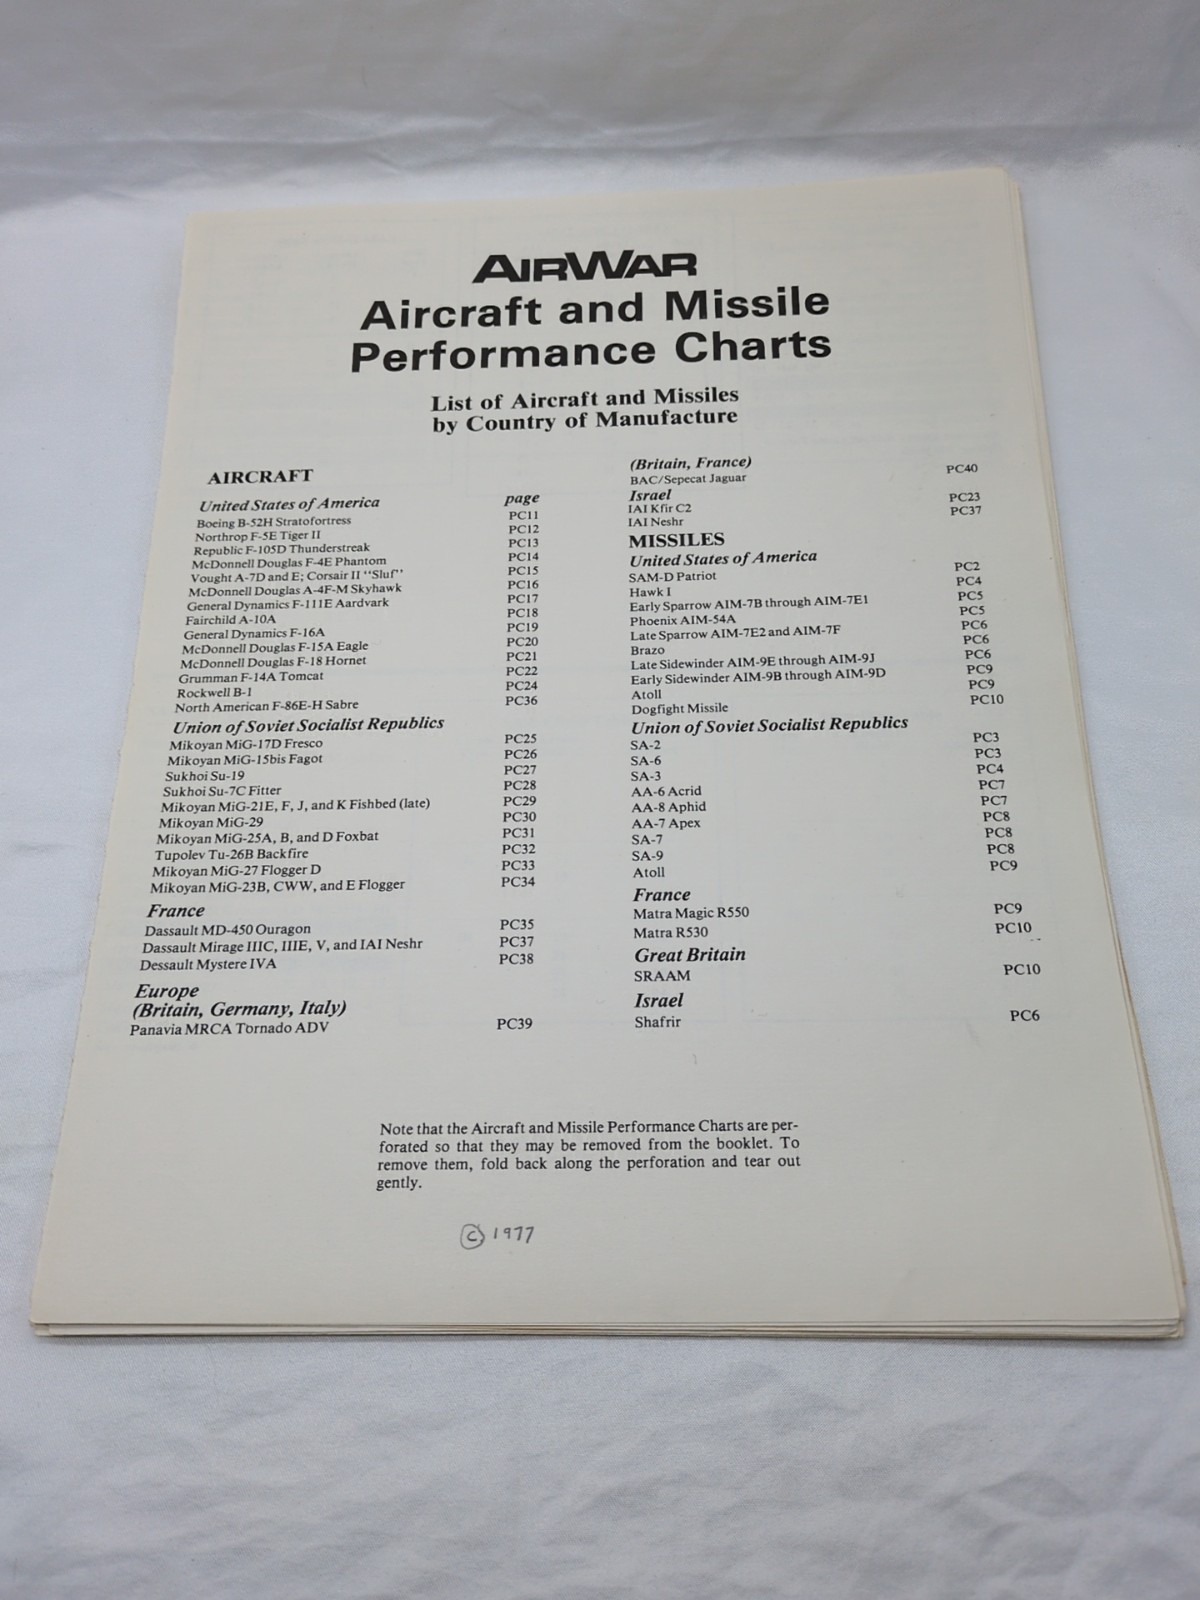 AIRWAR
Aircraft and Missile
Performance Charts
List of Aircraft and Missiles
by Country of Manufacture
AIRCRAFT
United States of America page
Boeing B-52H Stratofortress PC11
Northrop F-5E Tiger II PC12
Republic F-105D Thunderstreak PC13
McDonnell Douglas F-4E Phantom PC14
Vought A-7D and E; Corsair II "Sluf" PC15
McDonnell Douglas A-4F-M Skyhawk PC16
General Dynamics F-111E Aardvark PC17
Fairchild A-10A PC18
General Dynamics F-16A PC19
McDonnell Douglas F-15A Eagle PC20
McDonnell Douglas F-18 Hornet PC21
Grumman F-14A Tomcat PC22
Rockwell B-1 PC24
North American F-86E-H Sabre PC36
Union of Soviet Socialist Republics
Mikoyan MiG-17D Fresco PC25
Mikoyan MiG-15bis Fagot PC26
Sukhoi Su-19 PC27
Sukhoi Su-7C Fitter PC28
Mikoyan MiG-21E, F, J, and K Fishbed (late) PC29
Mikoyan MiG-29 PC30
Mikoyan MiG-25A, B, and D Foxbat PC31
Tupolev Tu-26B Backfire PC32
Mikoyan MiG-27 Flogger D PC33
Mikoyan MiG-23B, CWW, and E Flogger PC34
France
Dassault MD-450 Ouragon PC35
Dassault Mirage IIIC, IIIE, V, and IAI Neshr PC37
Dessault Mystere IVA PC38
Europe
(Britain, Germany, Italy)
Panavia MRCA Tornado ADV PC39
(Britain, France)
BAC/Sepecat Jaguar PC40
Israel
IAI Kfir C2 PC23
IAI Neshr PC37
MISSILES
United States of America
SAM-D Patriot PC2
Hawk I PC4
Early Sparrow AIM-7B through AIM-7E1 PC5
Phoenix AIM-54A PC5
Late Sparrow AIM-7E2 and AIM-7F PC6
Brazo PC6
Late Sidewinder AIM-9E through AIM-9J PC6
Early Sidewinder AIM-9B through AIM-9D PC9
Atoll PC9
Dogfight Missile PC10
Union of Soviet Socialist Republics
SA-2 PC3
SA-6 PC3
SA-3 PC4
AA-6 Acrid PC7
AA-8 Aphid PC7
AA-7 Apex PC8
SA-7 PC8
SA-9 PC8
Atoll PC9
France
Matra Magic R550 PC9
Matra R530 PC10
Great Britain
SRAAM PC10
Israel
Shafrir PC6
Note that the Aircraft and Missile Performance Charts are per-
forated so that they may be removed from the booklet. To
remove them, fold back along the perforation and tear out
gently.
© 1977